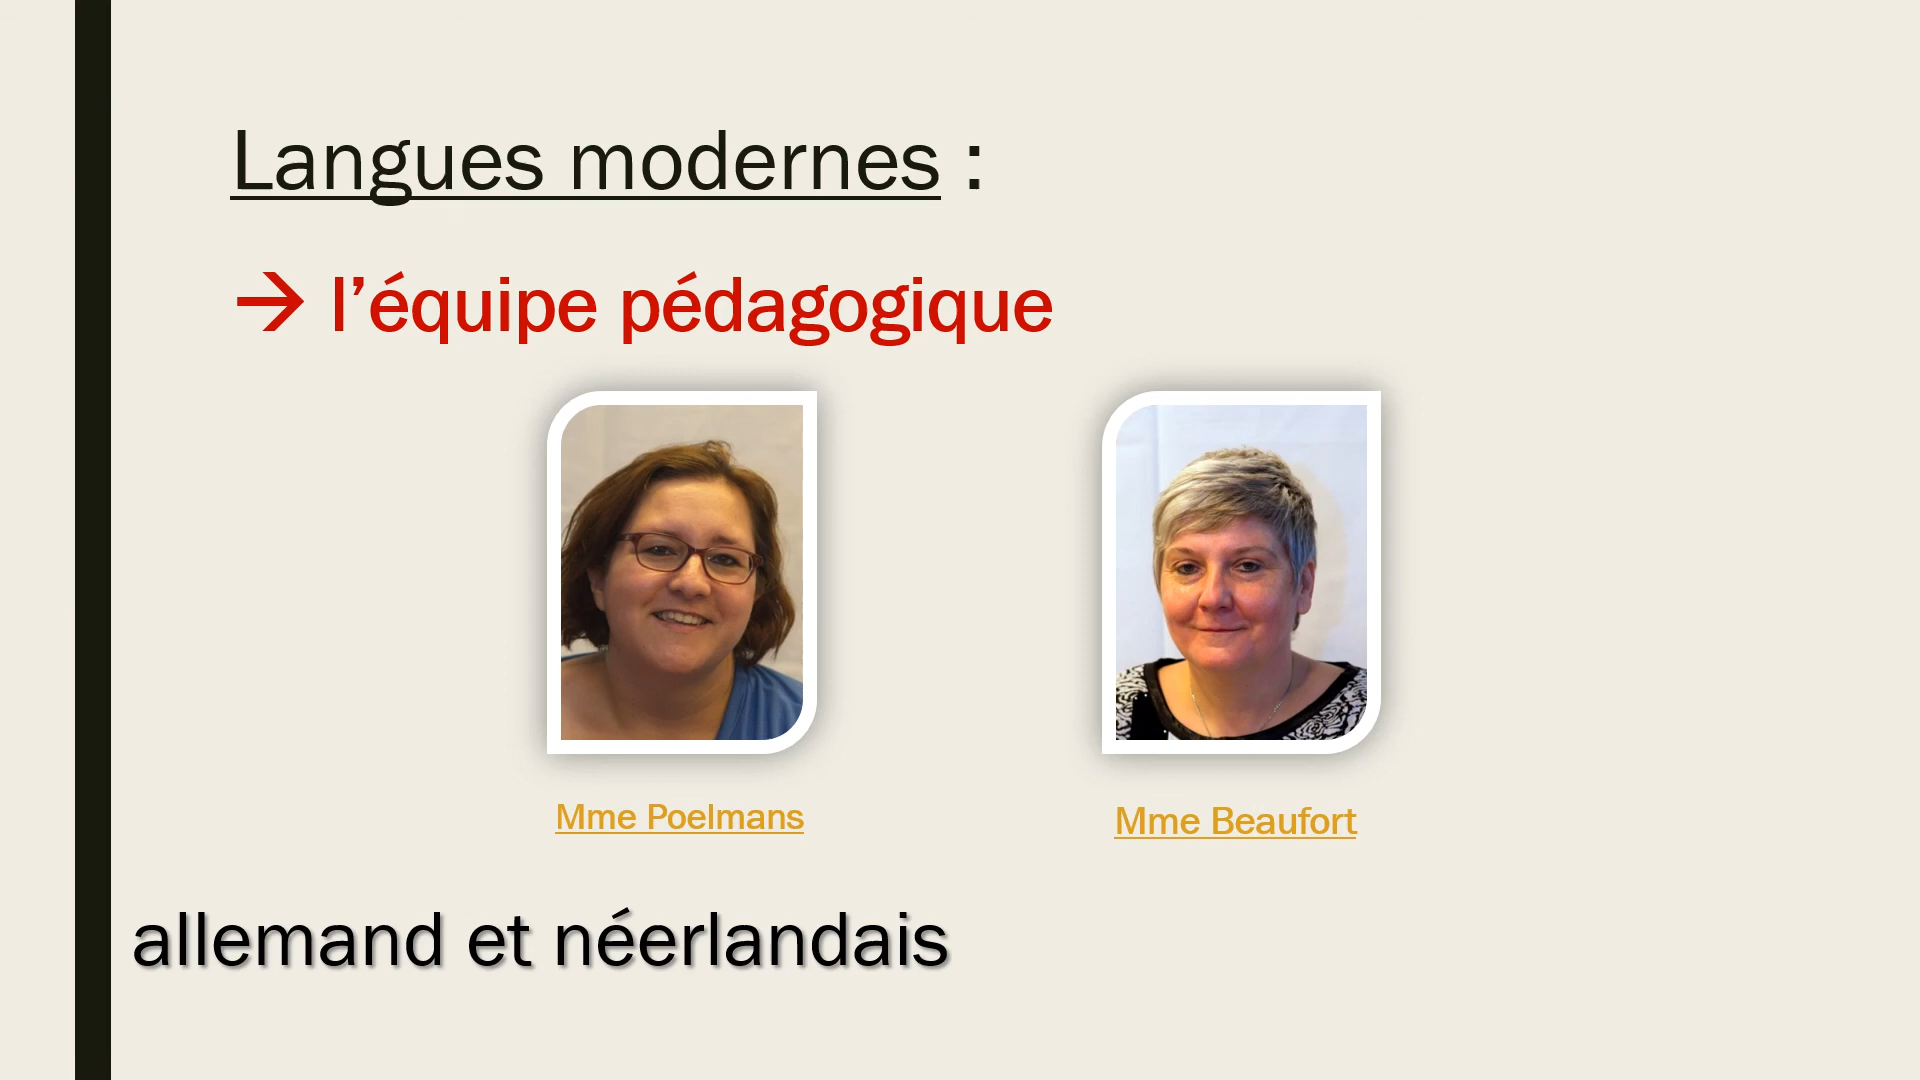 Langues modernes :
→ l’équipe pédagogique
Mme Poelmans
Mme Beaufort
allemand et néerlandais